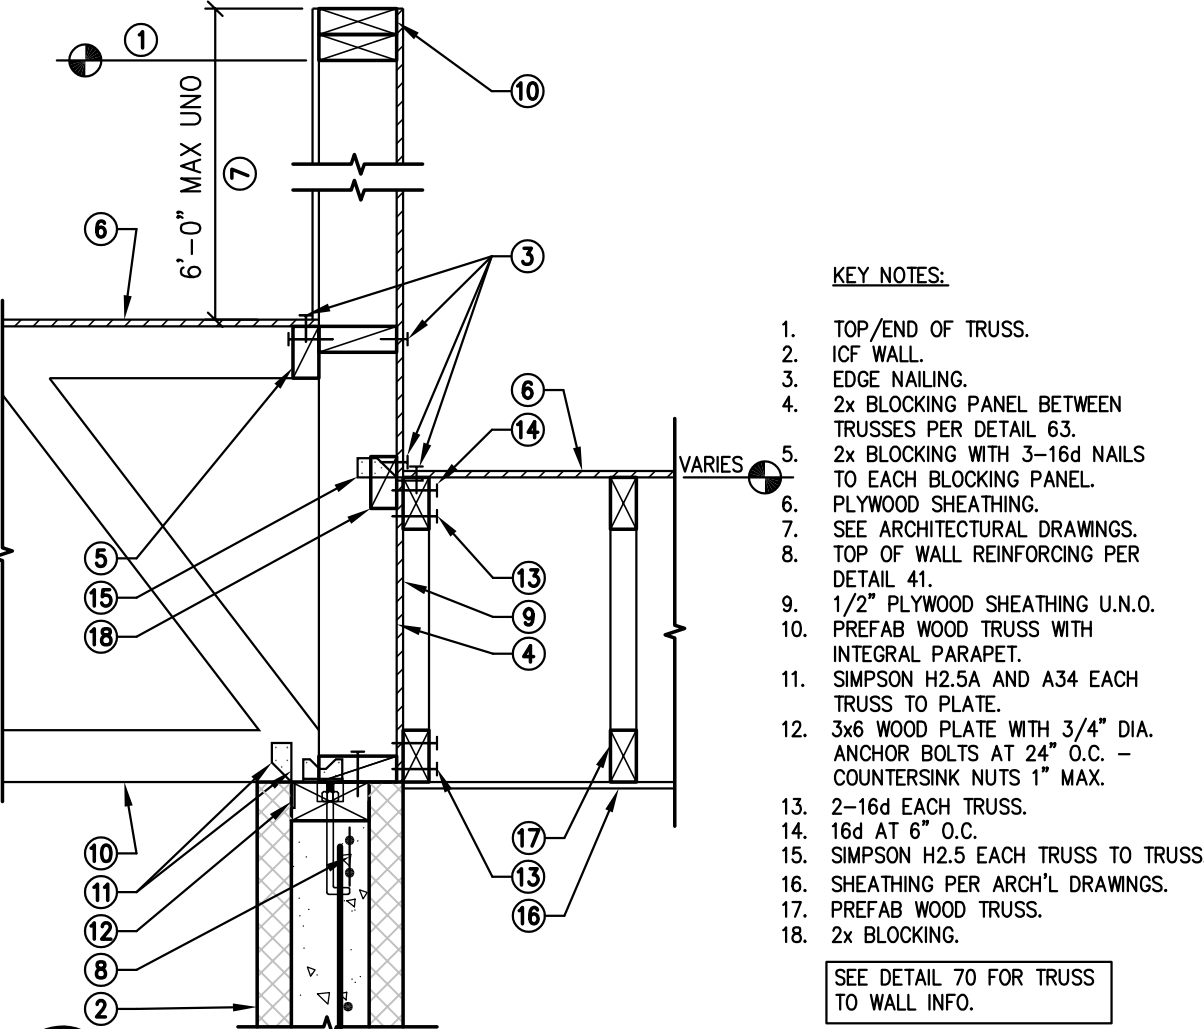 1
10
6'-0" MAX UNO
7
6
3
6
14
VARIES
5
15
18
13
9
4
10
11
12
8
2
17
13
16
KEY NOTES:
1. TOP/END OF TRUSS.
2. ICF WALL.
3. EDGE NAILING.
4. 2x BLOCKING PANEL BETWEEN
TRUSSES PER DETAIL 63.
5. 2x BLOCKING WITH 3-16d NAILS
TO EACH BLOCKING PANEL.
6. PLYWOOD SHEATHING.
7. SEE ARCHITECTURAL DRAWINGS.
8. TOP OF WALL REINFORCING PER
DETAIL 41.
9. 1/2" PLYWOOD SHEATHING U.N.O.
10. PREFAB WOOD TRUSS WITH
INTEGRAL PARAPET.
11. SIMPSON H2.5A AND A34 EACH
TRUSS TO PLATE.
12. 3x6 WOOD PLATE WITH 3/4" DIA.
ANCHOR BOLTS AT 24" O.C. -
COUNTERSINK NUTS 1" MAX.
13. 2-16d EACH TRUSS.
14. 16d AT 6" O.C.
15. SIMPSON H2.5 EACH TRUSS TO TRUSS
16. SHEATHING PER ARCH'L DRAWINGS.
17. PREFAB WOOD TRUSS.
18. 2x BLOCKING.
SEE DETAIL 70 FOR TRUSS
TO WALL INFO.